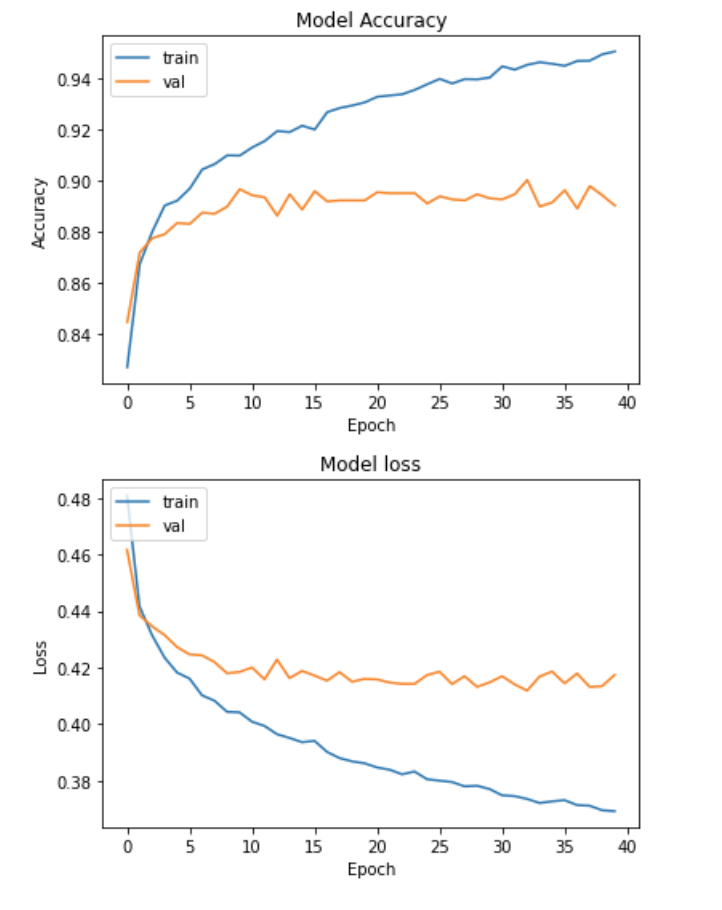 Model Accuracy
train
val
0.94
0.92
0.90
0.88
0.86
0.84
Accuracy
0 5 10 15 20 25 30 35 40
Epoch
Model loss
train
val
0.48
0.46
0.44
0.42
0.40
0.38
Loss
0 5 10 15 20 25 30 35 40
Epoch